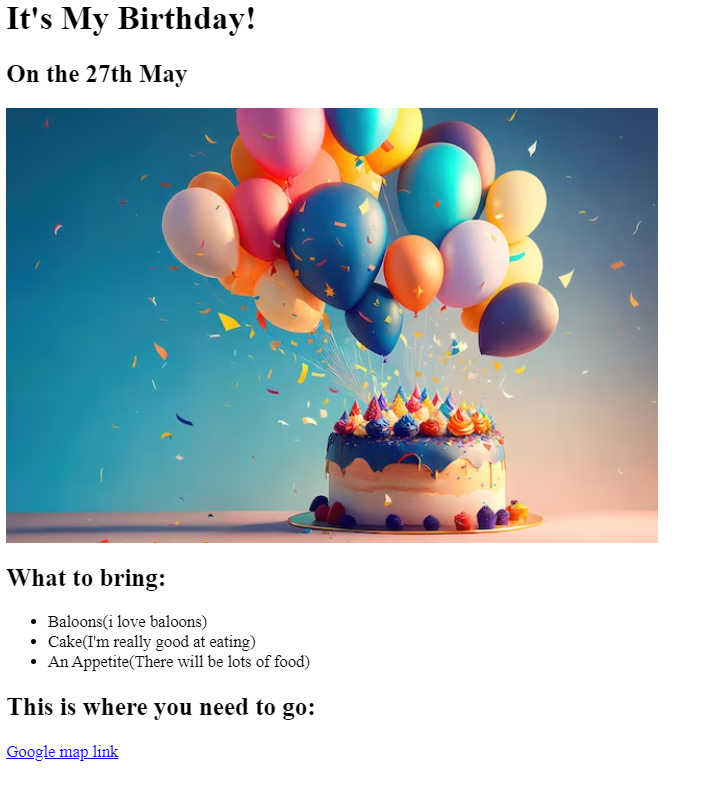 It's My Birthday!
On the 27th May
What to bring:
Baloons(i love baloons)
Cake(I'm really good at eating)
An Appetite(There will be lots of food)
This is where you need to go:
Google map link